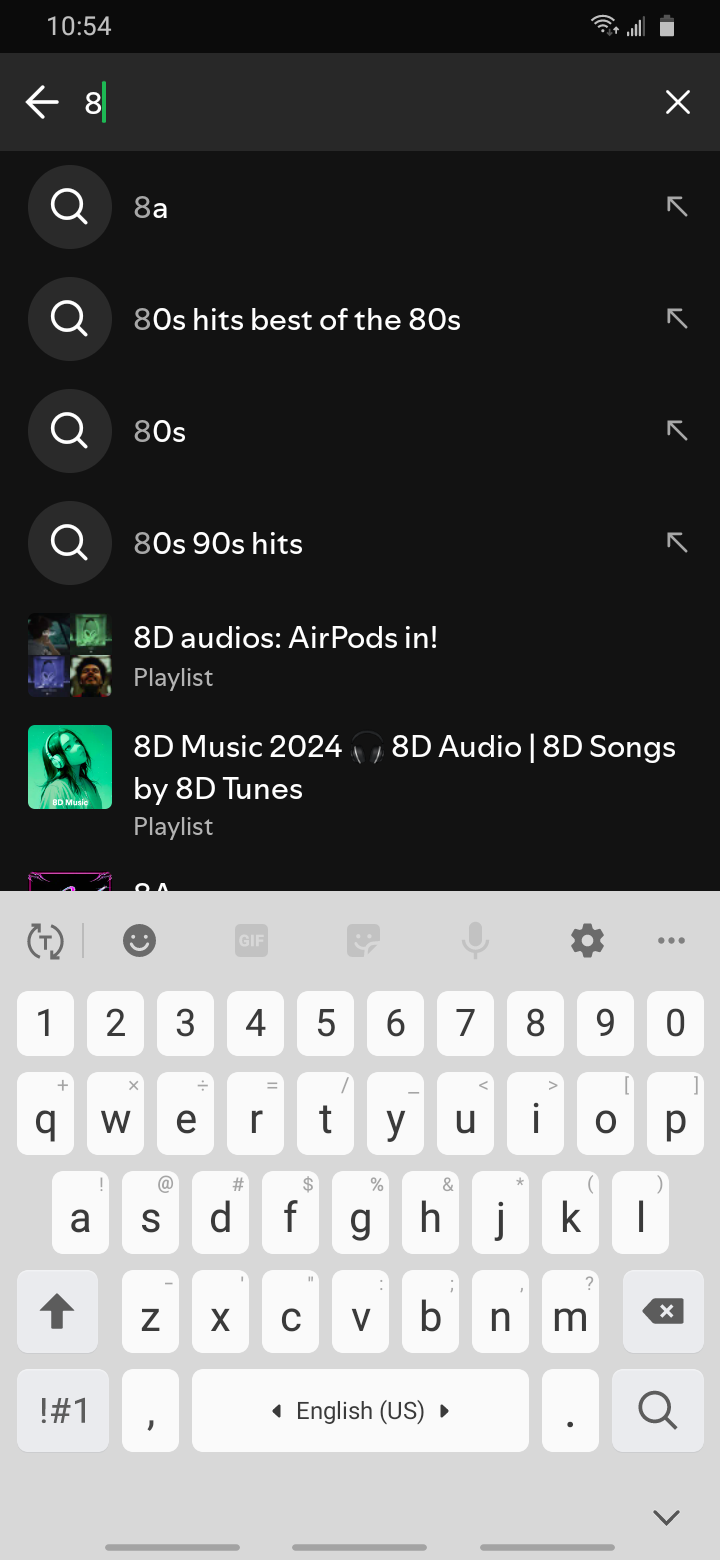 10:54
8
8a
80s hits best of the 80s
80s
80s 90s hits
8D audios: AirPods in!
Playlist
8D Music 2024 🎧 8D Audio | 8D Songs
by 8D Tunes
8D Music
Playlist
8A
T
GIF
1 2 3 4 5 6 7 8 9 0
+ × ÷ = / _ < > [ ]
q w e r t y u i o p
! @ # $ % & * ( )
a s d f g h j k l
- ' " : ; , ?
z x c v b n m
!#1 , English (US) .